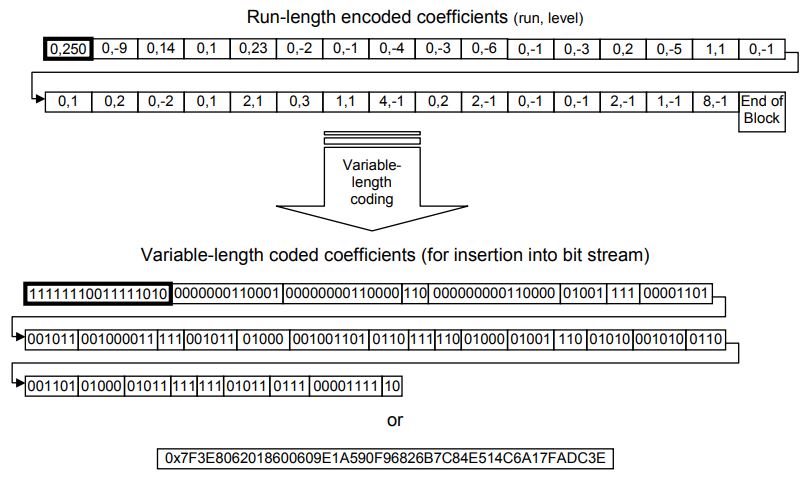 Run-length encoded coefficients (run, level)
0,250 0,-9 0,14 0,1 0,23 0,-2 0,-1 0,-4 0,-3 0,-6 0,-1 0,-3 0,2 0,-5 1,1 0,-1
0,1 0,2 0,-2 0,1 2,1 0,3 1,1 4,-1 0,2 2,-1 0,-1 0,-1 2,-1 1,-1 8,-1 End of
Block
Variable-
length
coding
Variable-length coded coefficients (for insertion into bit stream)
11111110011111010 0000000110001 00000000110000 110 000000000110000 01001 111 00001101
001011 001000011 111 001011 01000 001001101 0110 111 110 01000 01001 110 01010 001010 0110
001101 01000 01011 111 111 01011 0111 00001111 10
or
0x7F3E8062018600609E1A590F96826B7C84E514C6A17FADC3E